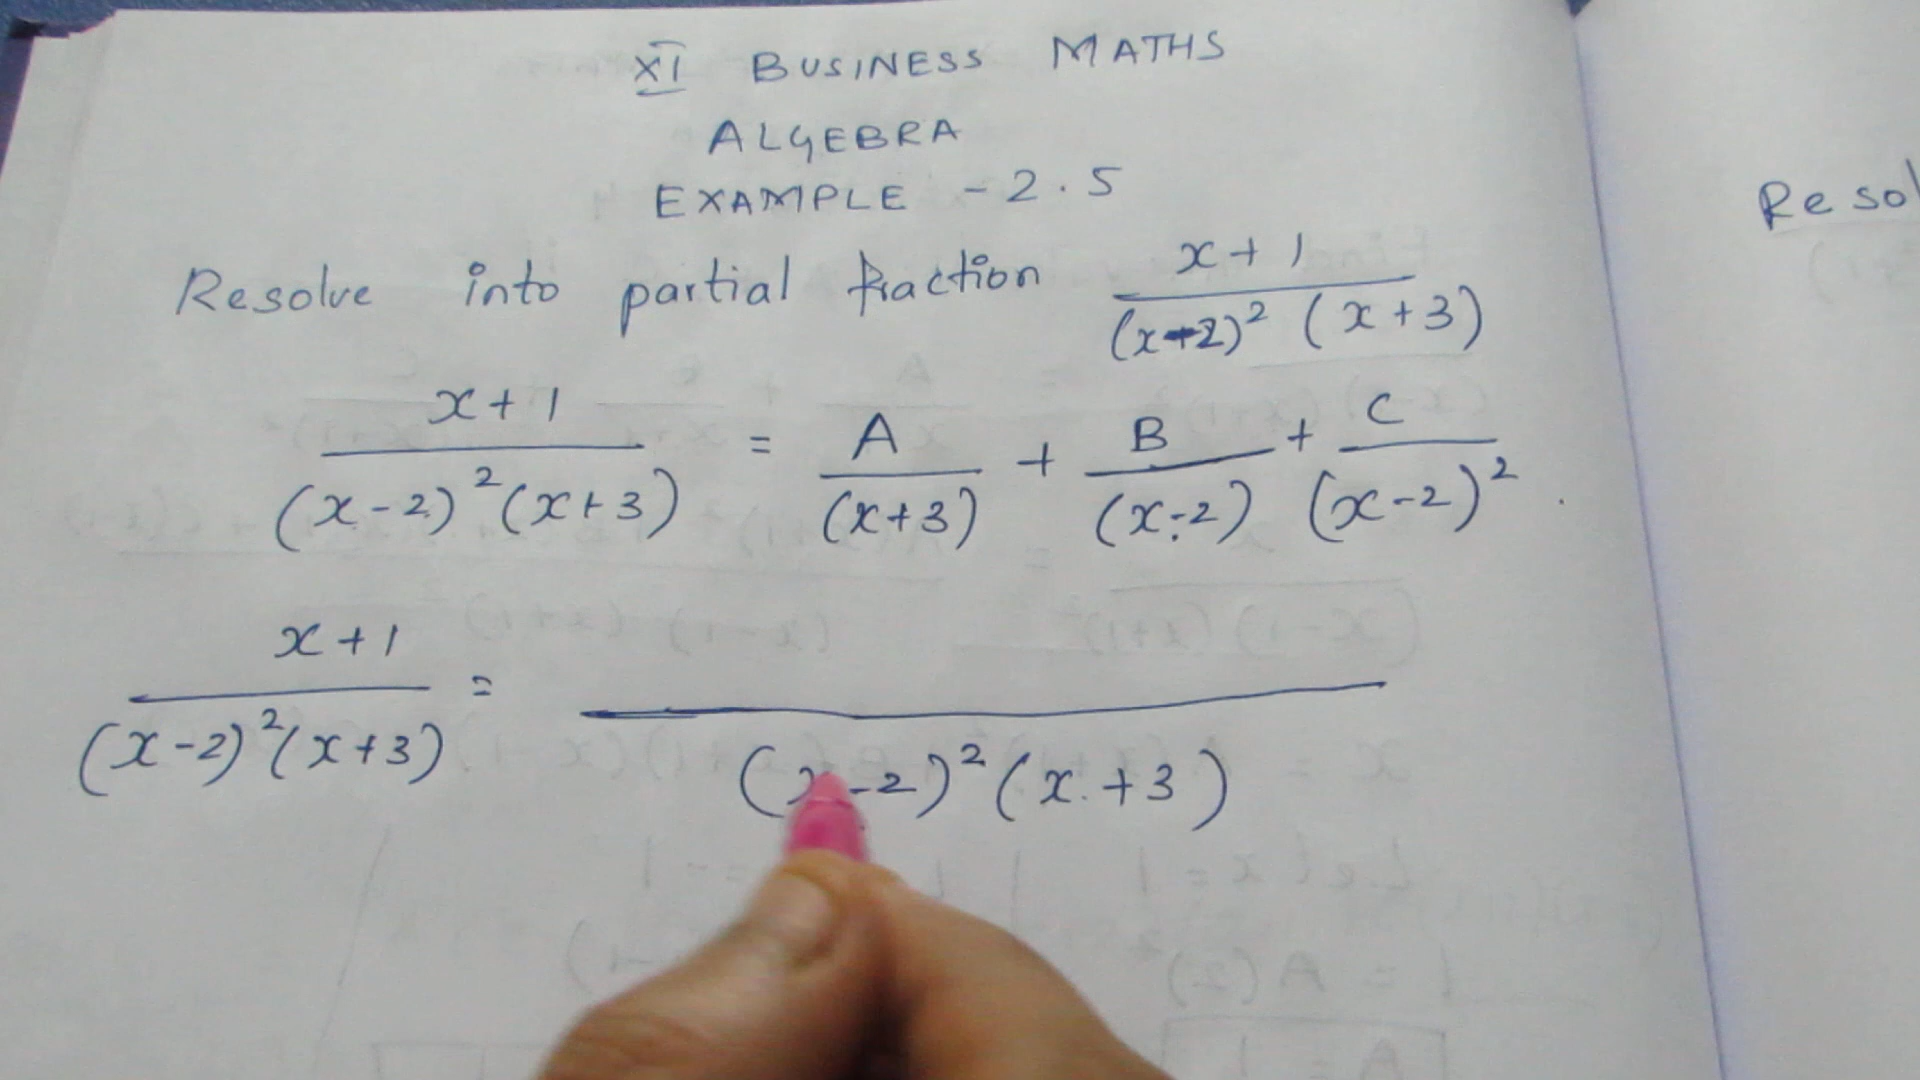 XI BUSINESS MATHS
ALGEBRA
EXAMPLE - 2.5
Resolve into partial fraction x+1 / (x-2)² (x+3)
x+1 / (x-2)² (x+3) = A / (x+3) + B / (x-2) + C / (x-2)² .
x+1 / (x-2)² (x+3) = / (x-2)² (x+3)
Resol